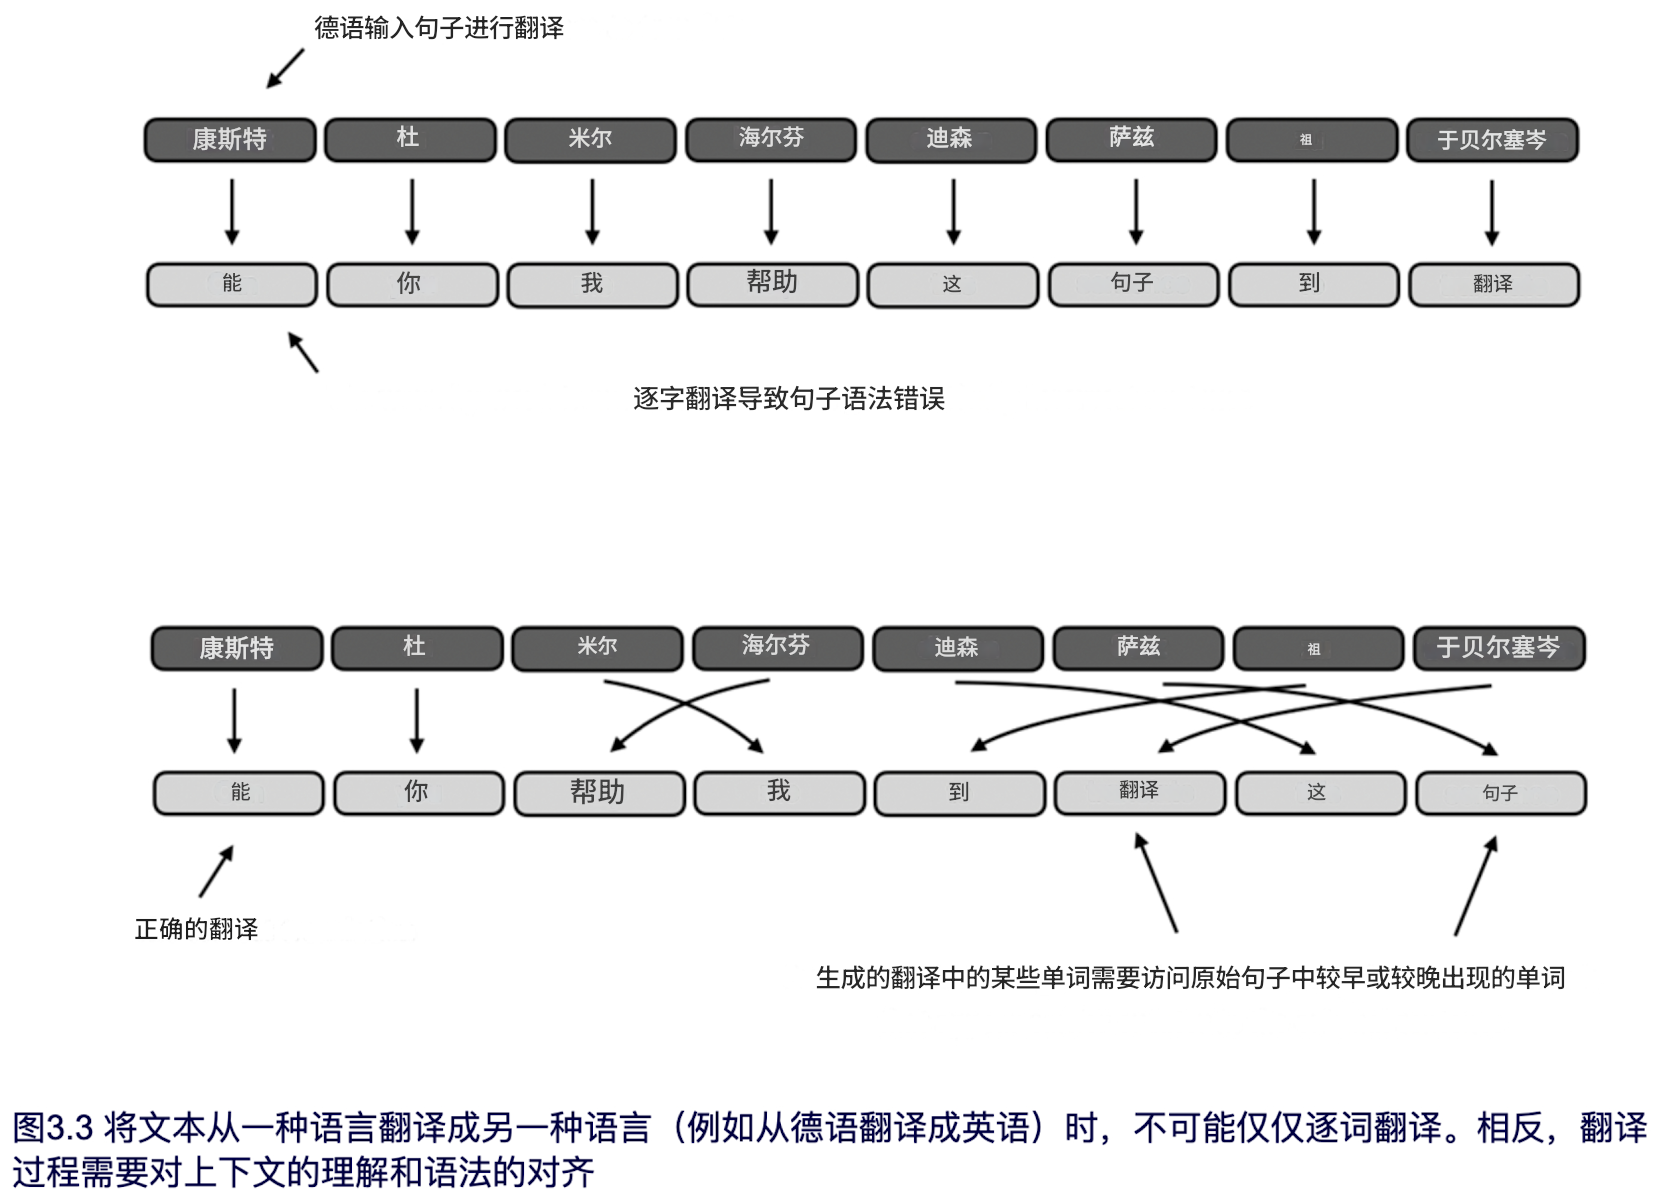 德语输入句子进行翻译
康斯特 杜 米尔 海尔芬 迪森 萨兹 祖 于贝尔塞岑
能 你 我 帮助 这 句子 到 翻译
逐字翻译导致句子语法错误
康斯特 杜 米尔 海尔芬 迪森 萨兹 祖 于贝尔塞岑
能 你 帮助 我 到 翻译 这 句子
正确的翻译
生成的翻译中的某些单词需要访问原始句子中较早或较晚出现的单词
图3.3 将文本从一种语言翻译成另一种语言（例如从德语翻译成英语）时，不可能仅仅逐词翻译。相反，翻译
过程需要对上下文的理解和语法的对齐